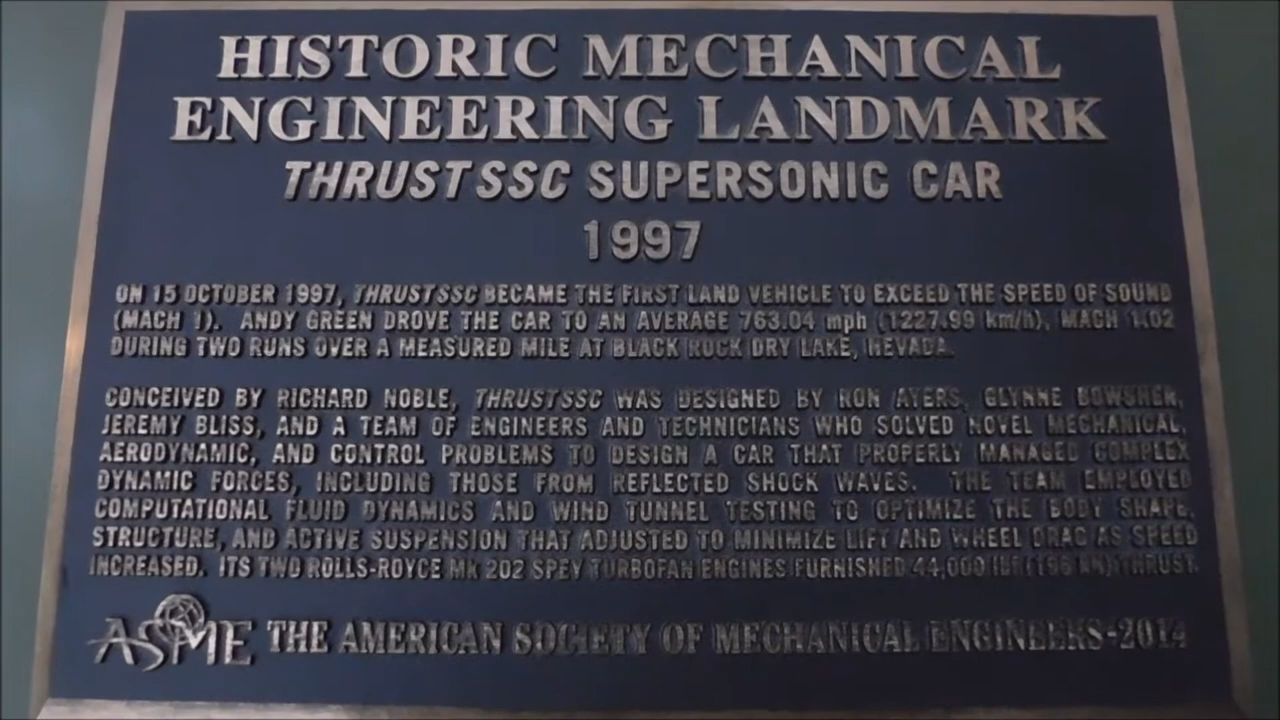 HISTORIC MECHANICAL
ENGINEERING LANDMARK
THRUSTSSC SUPERSONIC CAR
1997
ON 15 OCTOBER 1997, THRUSTSSC BECAME THE FIRST LAND VEHICLE TO EXCEED THE SPEED OF SOUND
(MACH 1). ANDY GREEN DROVE THE CAR TO AN AVERAGE 763.04 mph (1227.99 km/h), MACH 1.02
DURING TWO RUNS OVER A MEASURED MILE AT BLACK ROCK DRY LAKE, NEVADA.
CONCEIVED BY RICHARD NOBLE, THRUSTSSC WAS DESIGNED BY RON AYERS, GLYNNE BOWSHER,
JEREMY BLISS, AND A TEAM OF ENGINEERS AND TECHNICIANS WHO SOLVED NOVEL MECHANICAL,
AERODYNAMIC, AND CONTROL PROBLEMS TO DESIGN A CAR THAT PROPERLY MANAGED COMPLEX
DYNAMIC FORCES, INCLUDING THOSE FROM REFLECTED SHOCK WAVES. THE TEAM EMPLOYED
COMPUTATIONAL FLUID DYNAMICS AND WIND TUNNEL TESTING TO OPTIMIZE THE BODY SHAPE,
STRUCTURE, AND ACTIVE SUSPENSION THAT ADJUSTED TO MINIMIZE LIFT AND WHEEL DRAG AS SPEED
INCREASED. ITS TWO ROLLS-ROYCE Mk 202 SPEY TURBOFAN ENGINES FURNISHED 44,000 lbf (196 kN) THRUST.
ASME THE AMERICAN SOCIETY OF MECHANICAL ENGINEERS-2014